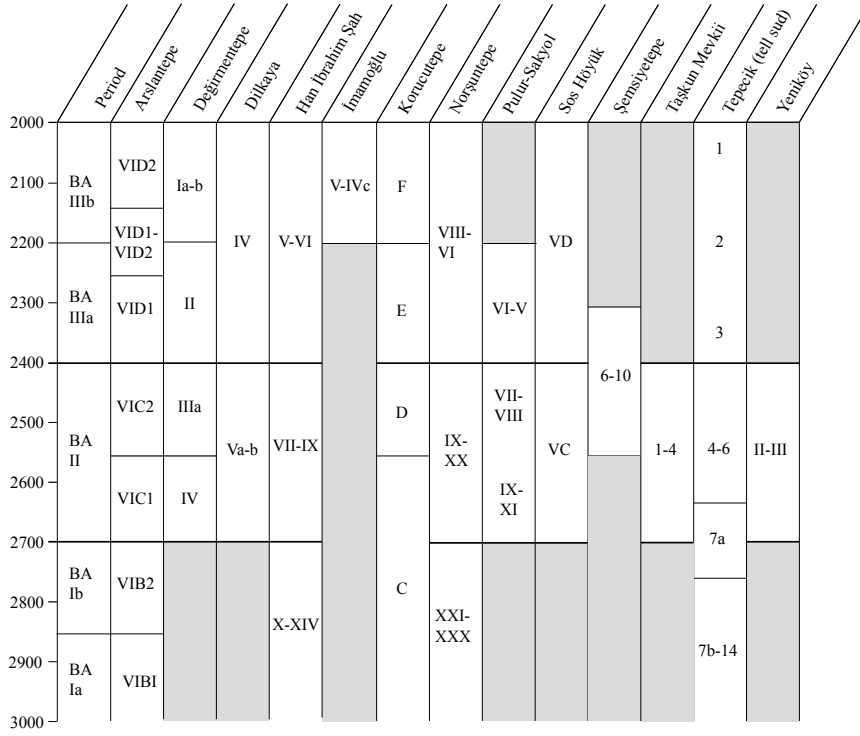 Period Arslantepe Değirmentepe Dilkaya Han İbrahim Şah İmamoğlu Korucutepe Norşuntepe Pulur-Sakyol Sos Höyük Şemsiyetepe Taşkun Mevkii Tepecik (tell sud) Yeniköy
2000
1
VID2
2100 BA Ia-b V-IVc F
IIIb
VID1- VIII-
2200 VID2 IV V-VI VI VD 2
BA
2300 IIIa VID1 II E VI-V
3
2400
6-10
VIC2 IIIa D VII-
VIII
2500 BA
II Va-b VII-IX IX-
XX VC 1-4 4-6 II-III
2600 VIC1 IV IX-
XI
2700 7a
BA
Ib VIB2 C
2800
X-XIV XXI-
XXX
2900 BA 7b-14
Ia VIBI
3000